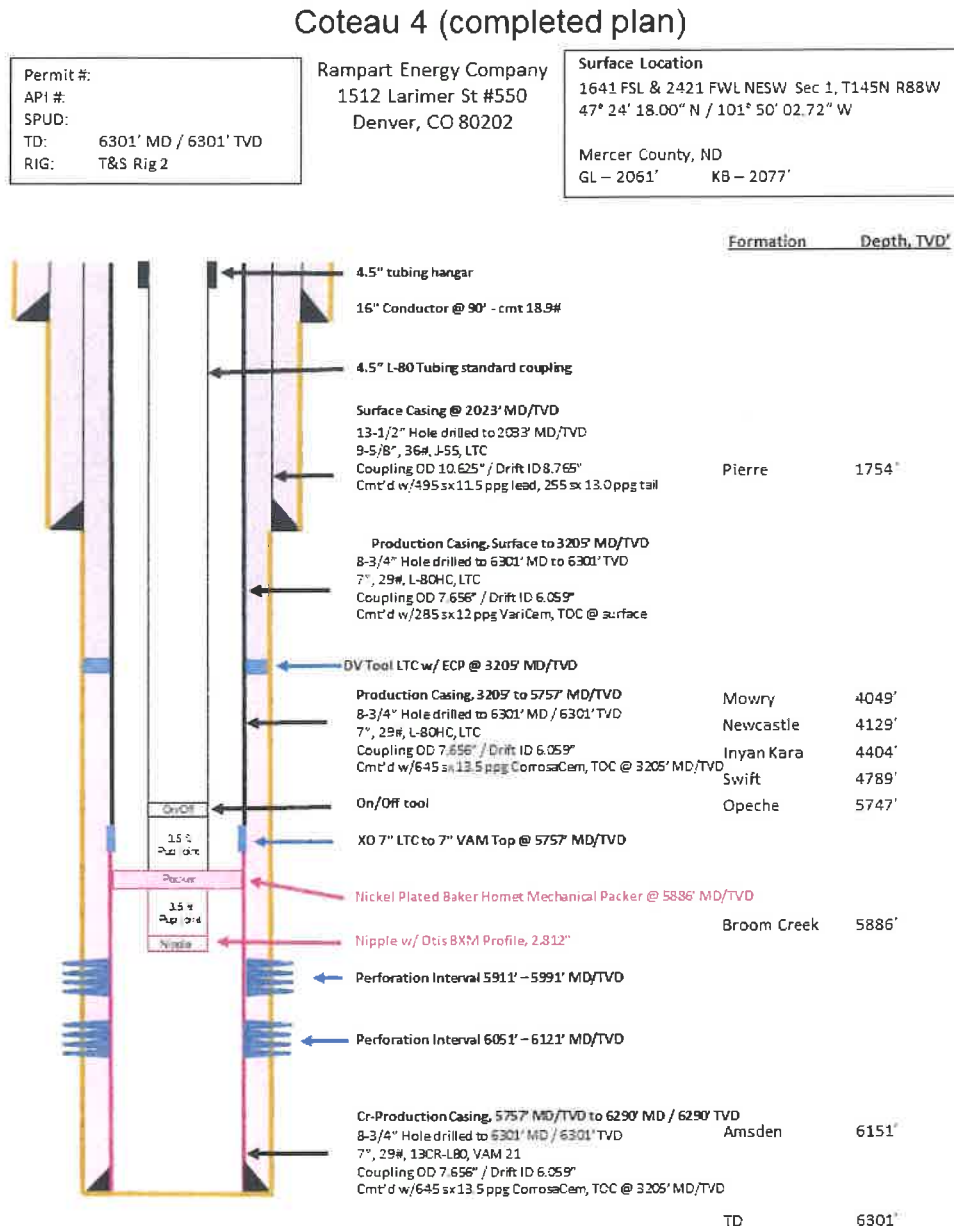 Coteau 4 (completed plan)
Permit #:
API #:
SPUD:
TD: 6301' MD / 6301' TVD
RIG: T&S Rig 2
Rampart Energy Company
1512 Larimer St #550
Denver, CO 80202
Surface Location
1641 FSL & 2421 FWL NESW Sec 1, T145N R88W
47° 24' 18.00" N / 101° 50' 02.72" W
Mercer County, ND
GL – 2061' KB – 2077'
Formation Depth, TVD'
4.5" tubing hangar
16" Conductor @ 90' - cmt 18.9#
4.5" L-80 Tubing standard coupling
Surface Casing @ 2023' MD/TVD
13-1/2" Hole drilled to 2033' MD/TVD
9-5/8", 36#, J-55, LTC
Coupling OD 10.625" / Drift ID 8.765"
Cmt'd w/495 sx 11.5 ppg lead, 255 sx 13.0 ppg tail
Pierre 1754'
Production Casing, Surface to 3205' MD/TVD
8-3/4" Hole drilled to 6301' MD to 6301' TVD
7", 29#, L-80HC, LTC
Coupling OD 7.656" / Drift ID 6.059"
Cmt'd w/285 sx 12 ppg VariCem, TOC @ surface
DV Tool LTC w/ ECP @ 3205' MD/TVD
Production Casing, 3205' to 5757' MD/TVD
8-3/4" Hole drilled to 6301' MD / 6301' TVD
7", 29#, L-80HC, LTC
Coupling OD 7.656" / Drift ID 6.059"
Cmt'd w/645 sx 13.5 ppg CorrosaCem, TOC @ 3205' MD/TVD
Mowry 4049'
Newcastle 4129'
Inyan Kara 4404'
Swift 4789'
Opeche 5747'
On/Off
On/Off tool
3.5 ft
Pup joint
XO 7" LTC to 7" VAM Top @ 5757' MD/TVD
Packer
Nickel Plated Baker Hornet Mechanical Packer @ 5886' MD/TVD
3.5 ft
Pup joint
Broom Creek 5886'
Nipple
Nipple w/ Otis BXM Profile, 2.812"
Perforation Interval 5911' – 5991' MD/TVD
Perforation Interval 6051' – 6121' MD/TVD
Cr-Production Casing, 5757' MD/TVD to 6290' MD / 6290' TVD
8-3/4" Hole drilled to 6301' MD / 6301' TVD
7", 29#, 13CR-L80, VAM 21
Coupling OD 7.656" / Drift ID 6.059"
Cmt'd w/645 sx 13.5 ppg CorrosaCem, TOC @ 3205' MD/TVD
Amsden 6151'
TD 6301'